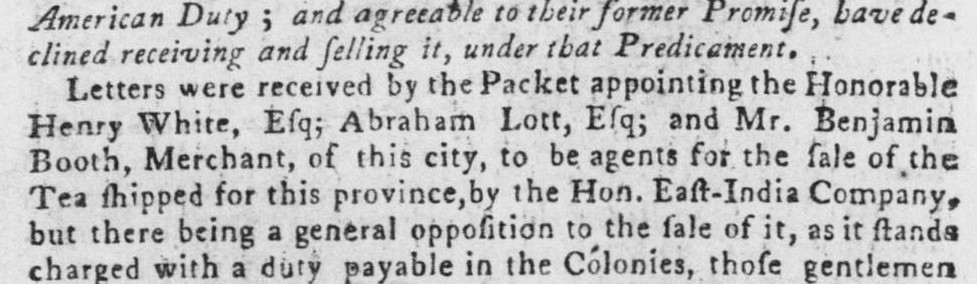 American Duty ; and agreeable to their former Promiſe, have de-
clined receiving and ſelling it, under that Predicament.
Letters were received by the Packet appointing the Honorable
Henry White, Eſq; Abraham Lott, Eſq; and Mr. Benjamin
Booth, Merchant, of this city, to be agents for the ſale of the
Tea ſhipped for this province,by the Hon. Eaſt-India Company,
but there being a general oppoſition to the ſale of it, as it ſtands
charged with a duty payable in the Colonies, thoſe gentlemen